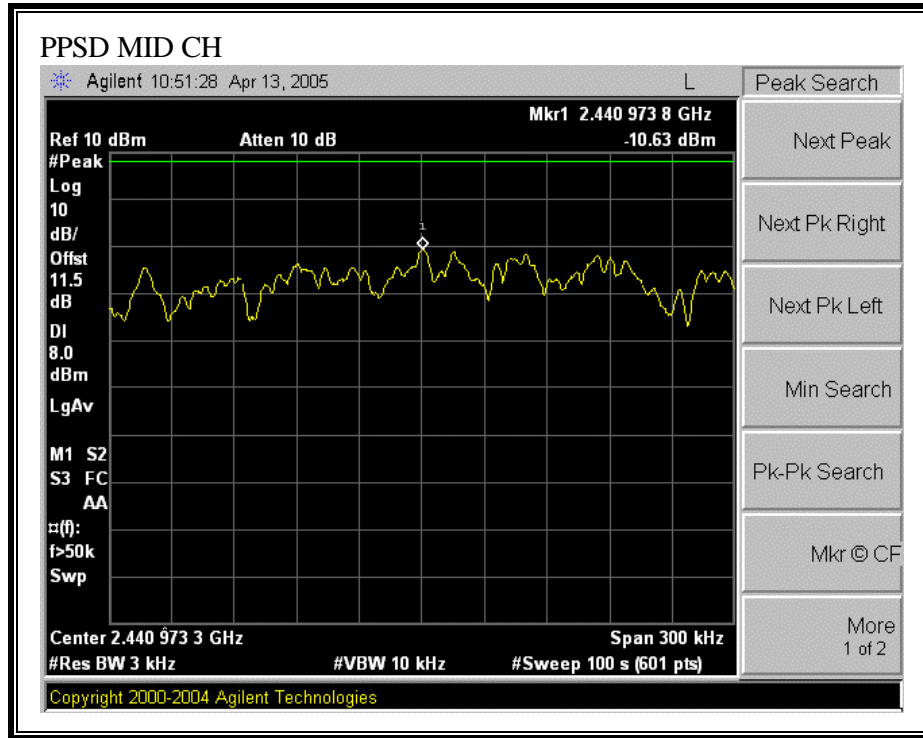 PPSD MID CH
Agilent 10:51:28 Apr 13, 2005 L
Peak Search
Mkr1 2.440 973 8 GHz
Ref 10 dBm Atten 10 dB -10.63 dBm
#Peak
Log
10
dB/
Offst
11.5
dB
DI
8.0
dBm
LgAv
M1 S2
S3 FC
AA
¤(f):
f>50k
Swp
1
Center 2.440 973 3 GHz Span 300 kHz
#Res BW 3 kHz #VBW 10 kHz #Sweep 100 s (601 pts)
Copyright 2000-2004 Agilent Technologies
Next Peak
Next Pk Right
Next Pk Left
Min Search
Pk-Pk Search
Mkr © CF
More
1 of 2